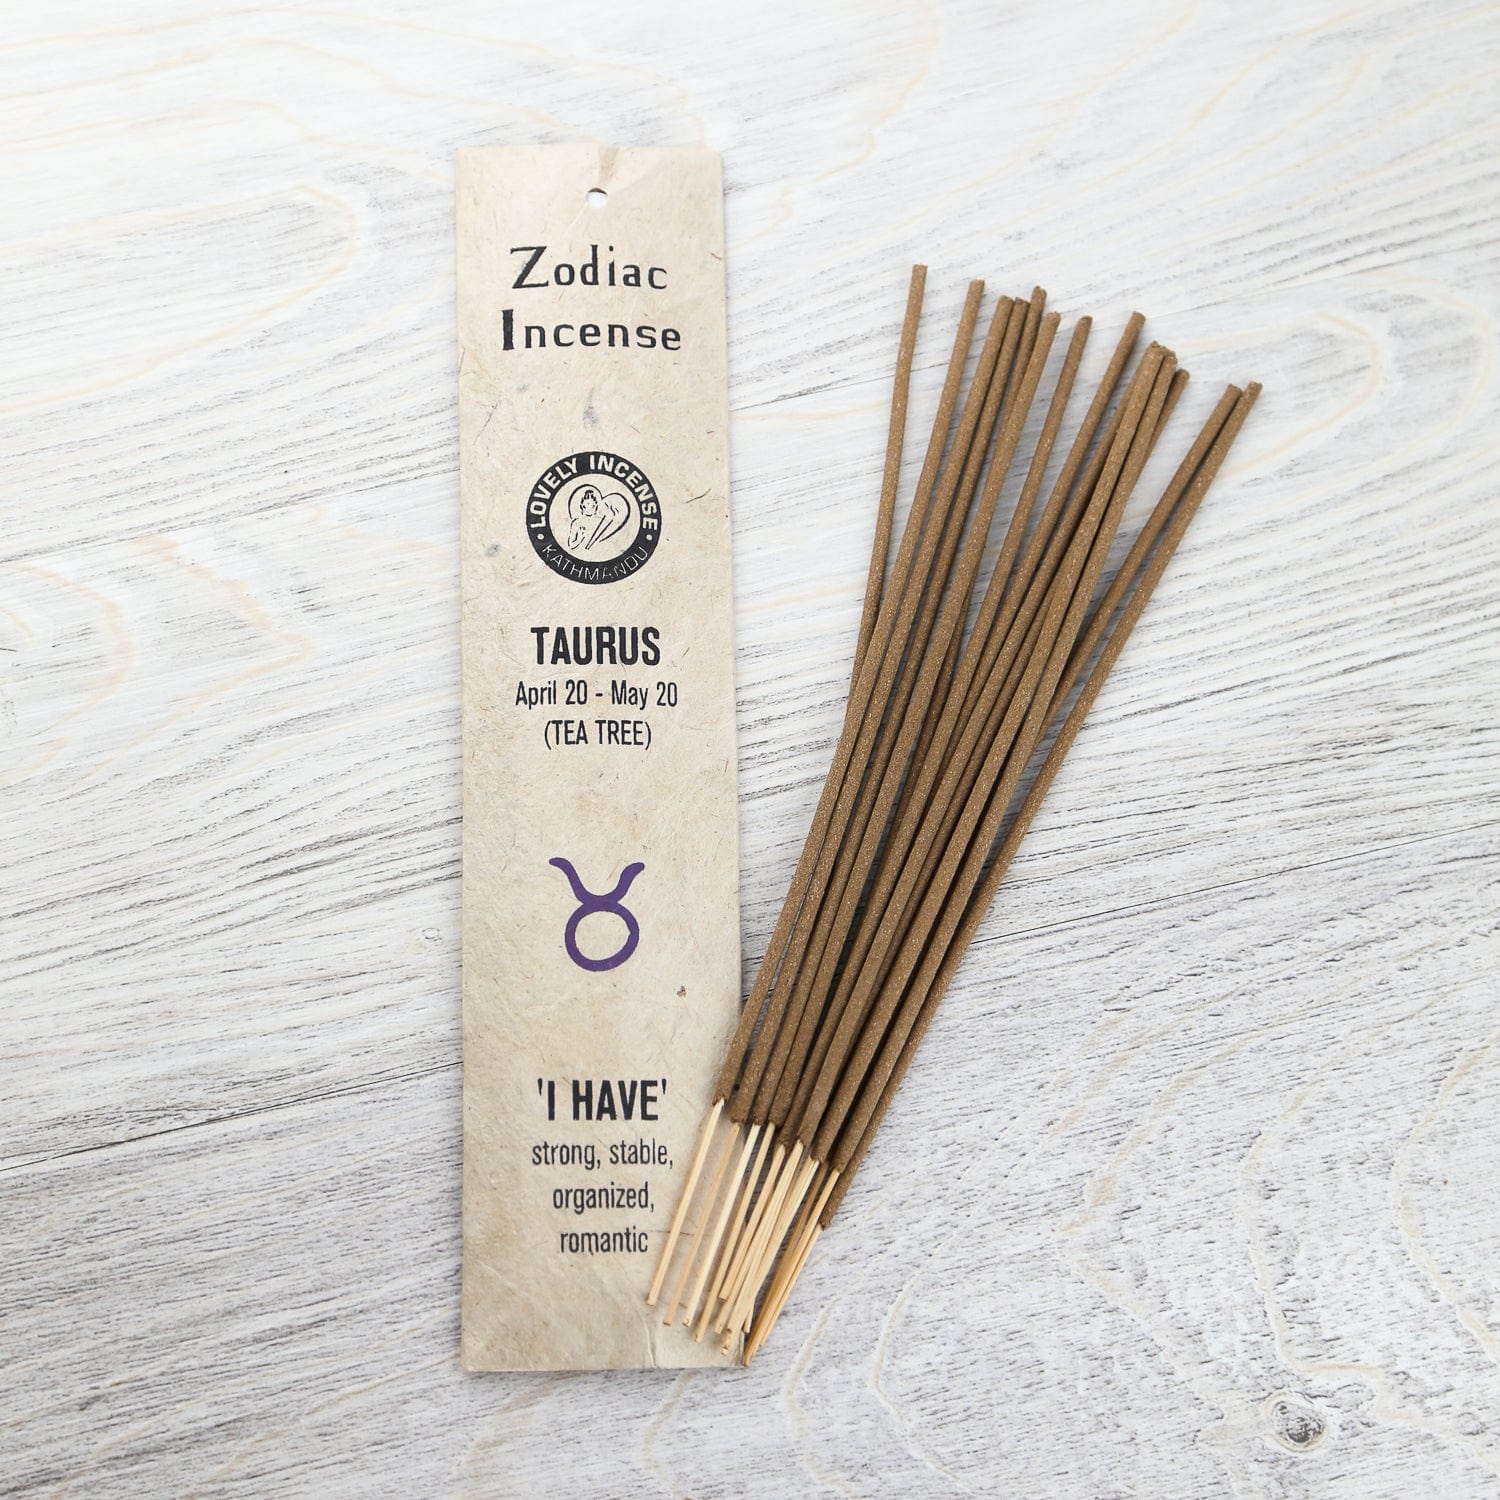 Zodiac
Incense
LOVELY INCENSE
• KATHMANDU •
TAURUS
April 20 - May 20
(TEA TREE)
'I HAVE'
strong, stable,
organized,
romantic